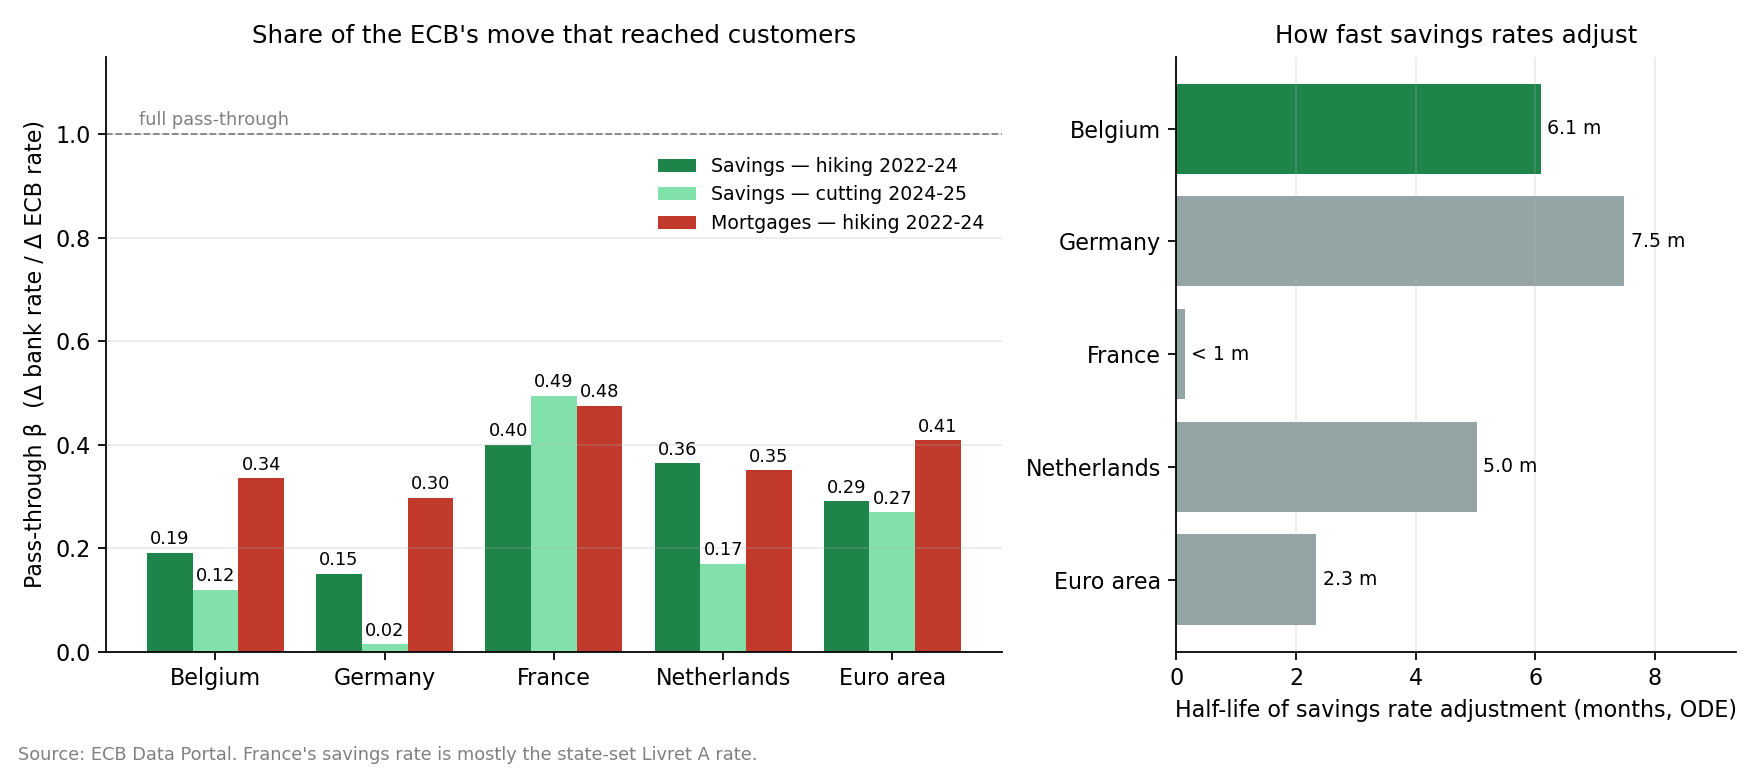 Share of the ECB's move that reached customers
Pass-through β  (Δ bank rate / Δ ECB rate)
1.0
0.8
0.6
0.4
0.2
0.0
full pass-through
Savings — hiking 2022-24
Savings — cutting 2024-25
Mortgages — hiking 2022-24
0.19
0.12
0.34
0.15
0.02
0.30
0.40
0.49
0.48
0.36
0.17
0.35
0.29
0.27
0.41
Belgium
Germany
France
Netherlands
Euro area
How fast savings rates adjust
Belgium
6.1 m
Germany
7.5 m
France
< 1 m
Netherlands
5.0 m
Euro area
2.3 m
0
2
4
6
8
Half-life of savings rate adjustment (months, ODE)
Source: ECB Data Portal. France's savings rate is mostly the state-set Livret A rate.